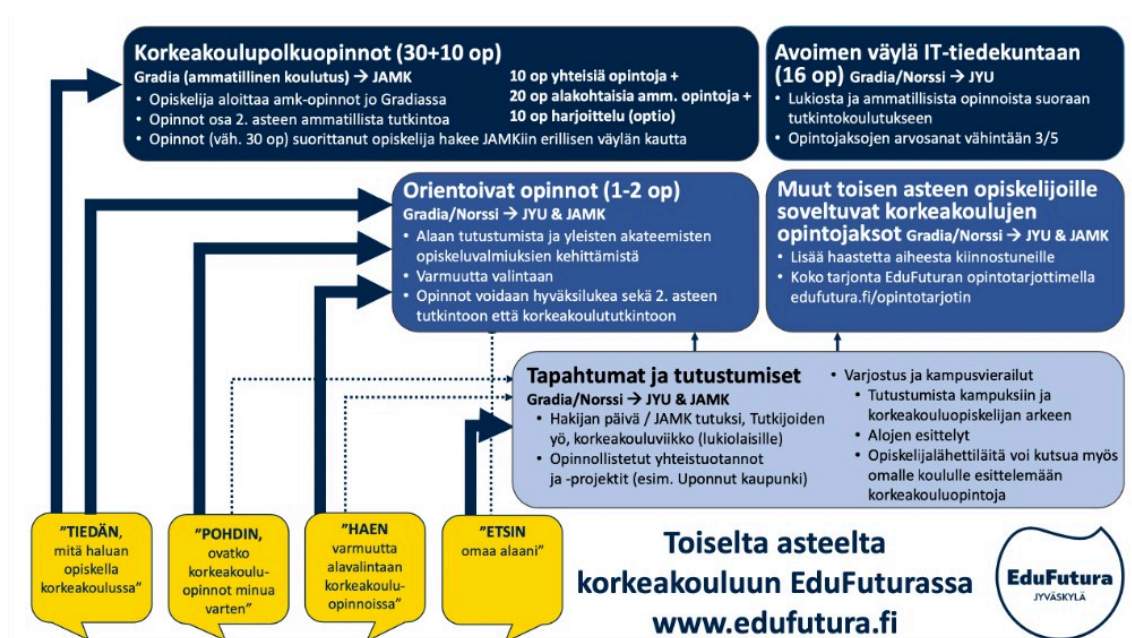 Korkeakoulupolkuopinnot (30+10 op)
Gradia (ammatillinen koulutus) → JAMK
• Opiskelija aloittaa amk-opinnot jo Gradiassa
• Opinnot osa 2. asteen ammatillista tutkintoa
• Opinnot (väh. 30 op) suorittanut opiskelija hakee JAMKiin erillisen väylän kautta
10 op yhteisiä opintoja +
20 op alakohtaisia amm. opintoja +
10 op harjoittelu (optio)
Avoimen väylä IT-tiedekuntaan
(16 op) Gradia/Norssi → JYU
• Lukiosta ja ammatillisista opinnoista suoraan
tutkintokoulutukseen
• Opintojaksojen arvosanat vähintään 3/5
Orientoivat opinnot (1-2 op)
Gradia/Norssi → JYU & JAMK
• Alaan tutustumista ja yleisten akateemisten
opiskeluvalmiuksien kehittämistä
• Varmuutta valintaan
• Opinnot voidaan hyväksilukea sekä 2. asteen
tutkintoon että korkeakoulututkintoon
Muut toisen asteen opiskelijoille
soveltuvat korkeakoulujen
opintojaksot Gradia/Norssi → JYU & JAMK
• Lisää haastetta aiheesta kiinnostuneille
• Koko tarjonta EduFuturan opintotarjottimella
edufutura.fi/opintotarjotin
Tapahtumat ja tutustumiset
Gradia/Norssi → JYU & JAMK
• Hakijan päivä / JAMK tutuksi, Tutkijoiden
yö, korkeakouluviikko (lukiolaisille)
• Opinnollistetut yhteistuotannot
ja -projektit (esim. Uponnut kaupunki)
• Varjostus ja kampusvierailut
• Tutustumista kampuksiin ja
korkeakouluopiskelijan arkeen
• Alojen esittelyt
• Opiskelijalähettiläitä voi kutsua myös
omalle koululle esittelemään
korkeakouluopintoja
"TIEDÄN,
mitä haluan
opiskella
korkeakoulussa"
"POHDIN,
ovatko
korkeakoulu-
opinnot minua
varten"
"HAEN
varmuutta
alavalintaan
korkeakoulu-
opinnoissa"
"ETSIN
omaa alaani"
Toiselta asteelta
korkeakouluun EduFuturassa
www.edufutura.fi
EduFutura
JYVÄSKYLÄ